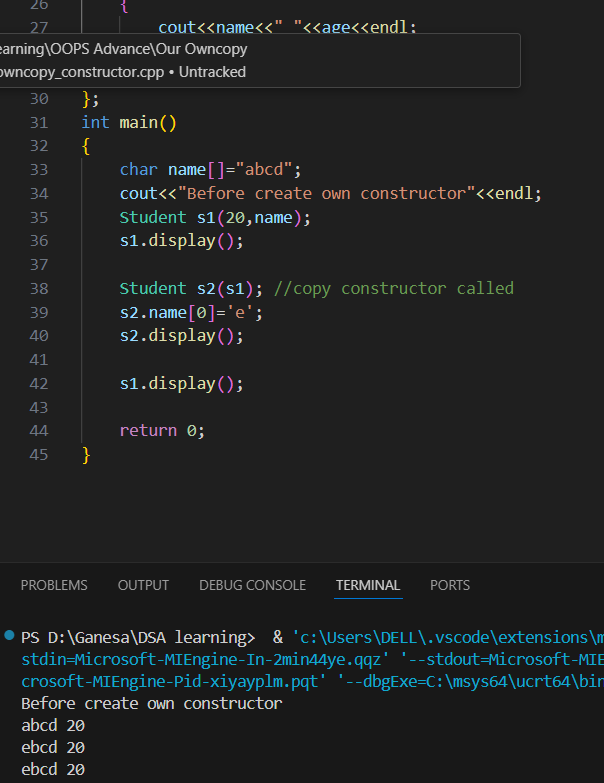 26 {
27 cout<<name<<" "<<age<<endl;
earning\OOPS Advance\Our Owncopy
owncopy_constructor.cpp • Untracked
30 };
31 int main()
32 {
33 char name[]="abcd";
34 cout<<"Before create own constructor"<<endl;
35 Student s1(20,name);
36 s1.display();
37
38 Student s2(s1); //copy constructor called
39 s2.name[0]='e';
40 s2.display();
41
42 s1.display();
43
44 return 0;
45 }
PROBLEMS OUTPUT DEBUG CONSOLE TERMINAL PORTS
PS D:\Ganesa\DSA learning> & 'c:\Users\DELL\.vscode\extensions\m
stdin=Microsoft-MIEngine-In-2min44ye.qqz' '--stdout=Microsoft-MIE
crosoft-MIEngine-Pid-xiyayplm.pqt' '--dbgExe=C:\msys64\ucrt64\bin
Before create own constructor
abcd 20
ebcd 20
ebcd 20